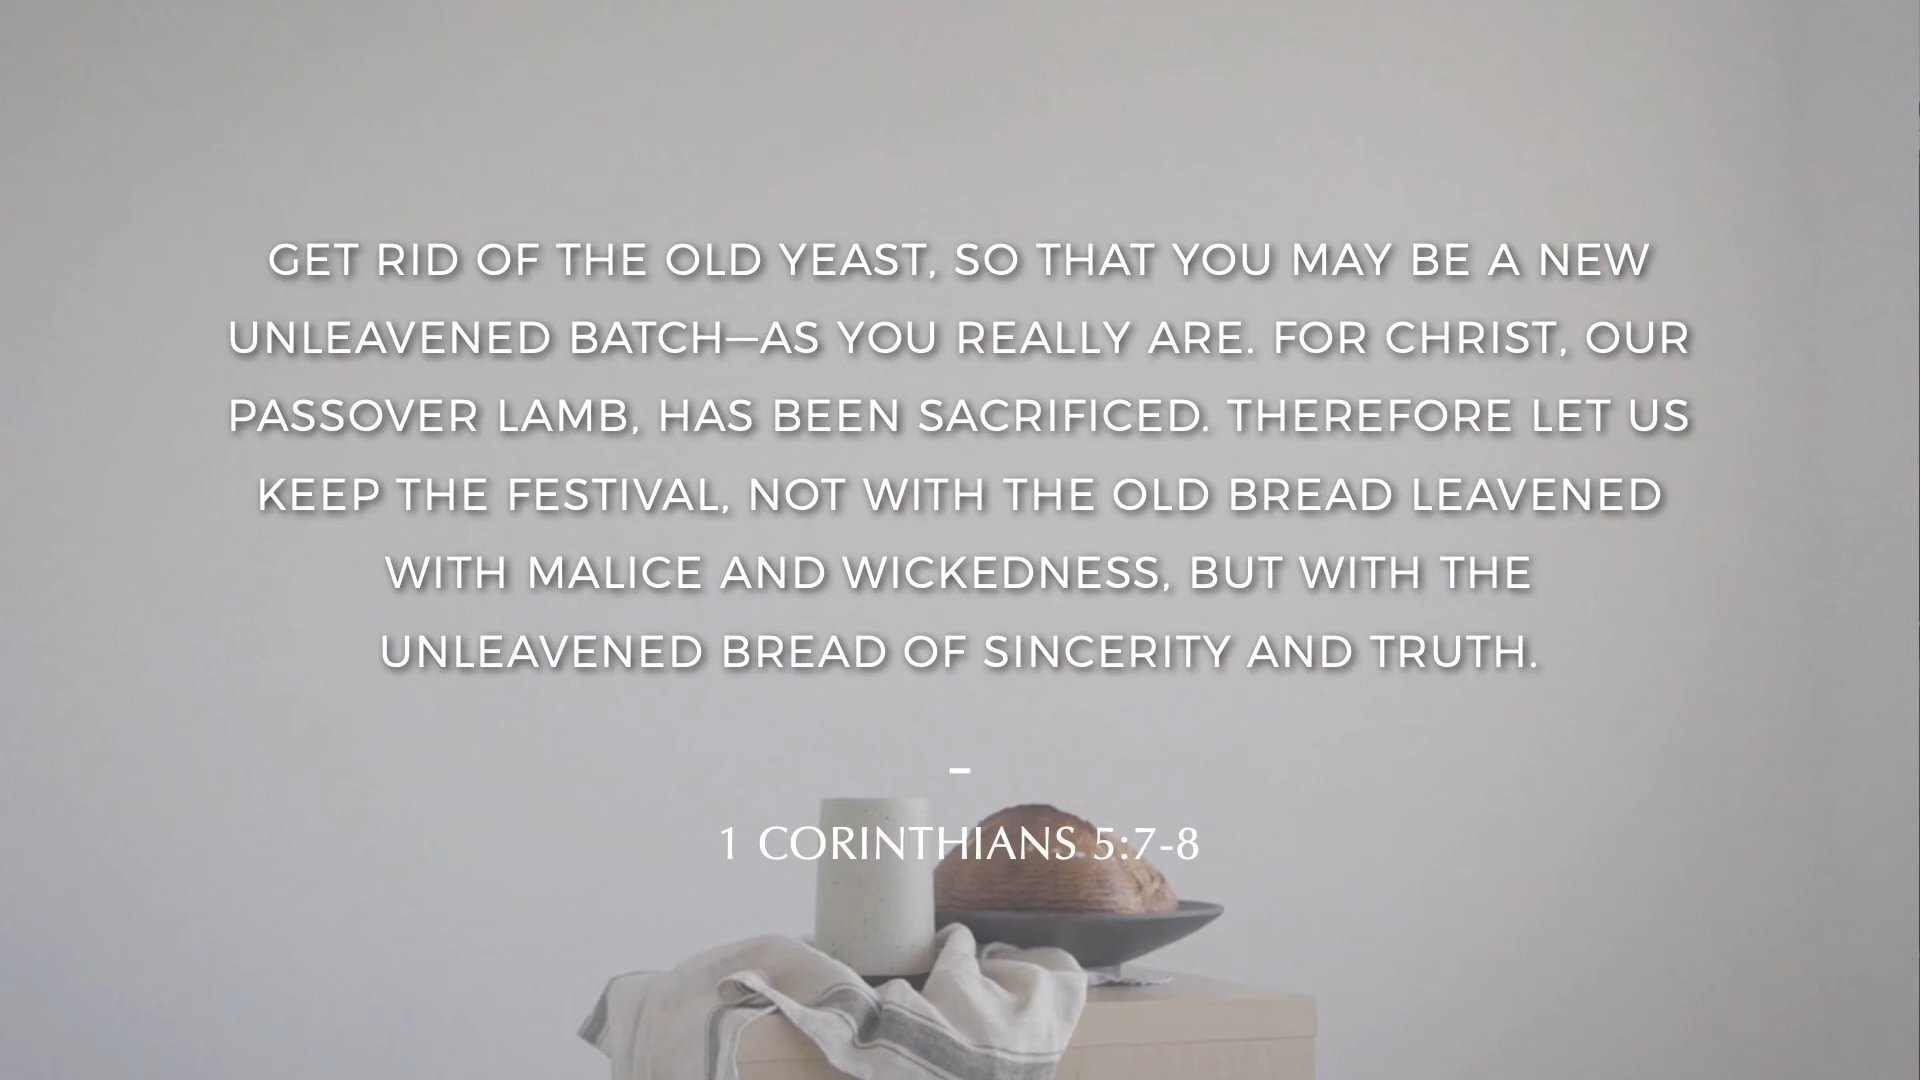 GET RID OF THE OLD YEAST, SO THAT YOU MAY BE A NEW
UNLEAVENED BATCH—AS YOU REALLY ARE. FOR CHRIST, OUR
PASSOVER LAMB, HAS BEEN SACRIFICED. THEREFORE LET US
KEEP THE FESTIVAL, NOT WITH THE OLD BREAD LEAVENED
WITH MALICE AND WICKEDNESS, BUT WITH THE
UNLEAVENED BREAD OF SINCERITY AND TRUTH.
–
1 CORINTHIANS 5:7-8